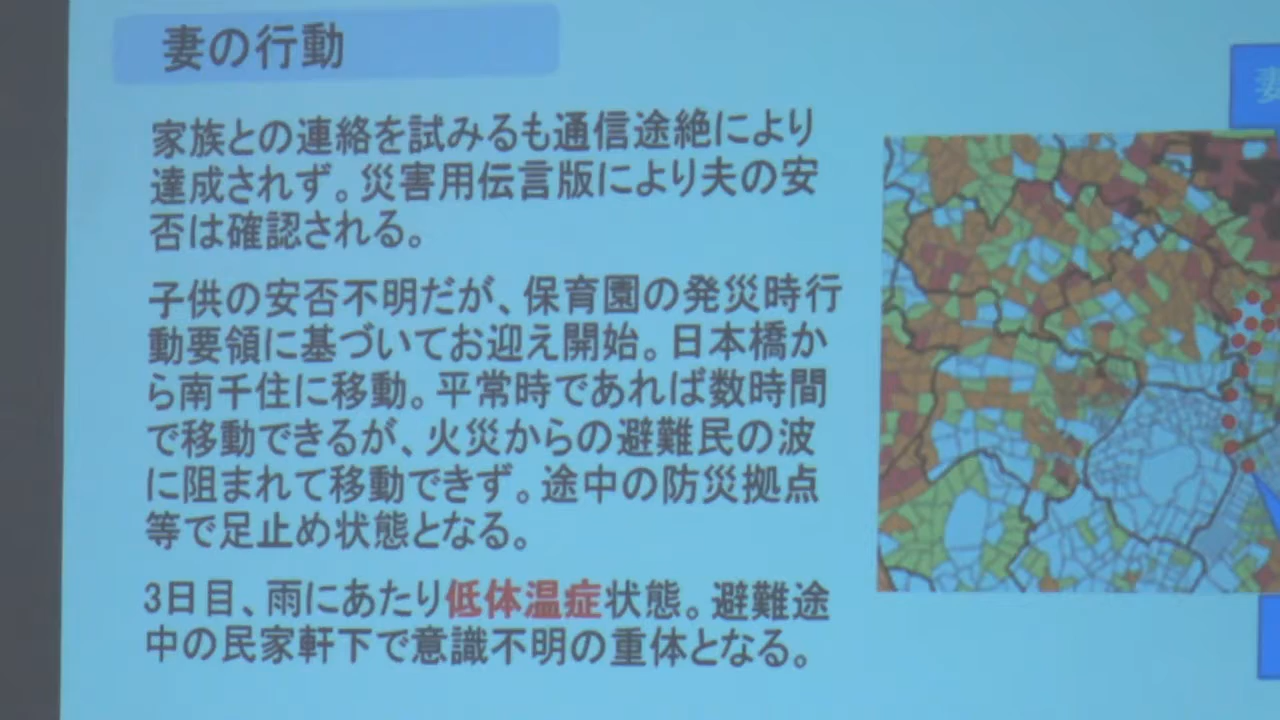 妻の行動
家族との連絡を試みるも通信途絶により
達成されず。災害用伝言版により夫の安
否は確認される。
子供の安否不明だが、保育園の発災時行
動要領に基づいてお迎え開始。日本橋か
ら南千住に移動。平常時であれば数時間
で移動できるが、火災からの避難民の波
に阻まれて移動できず。途中の防災拠点
等で足止め状態となる。
3日目、雨にあたり低体温症状態。避難途
中の民家軒下で意識不明の重体となる。
妻